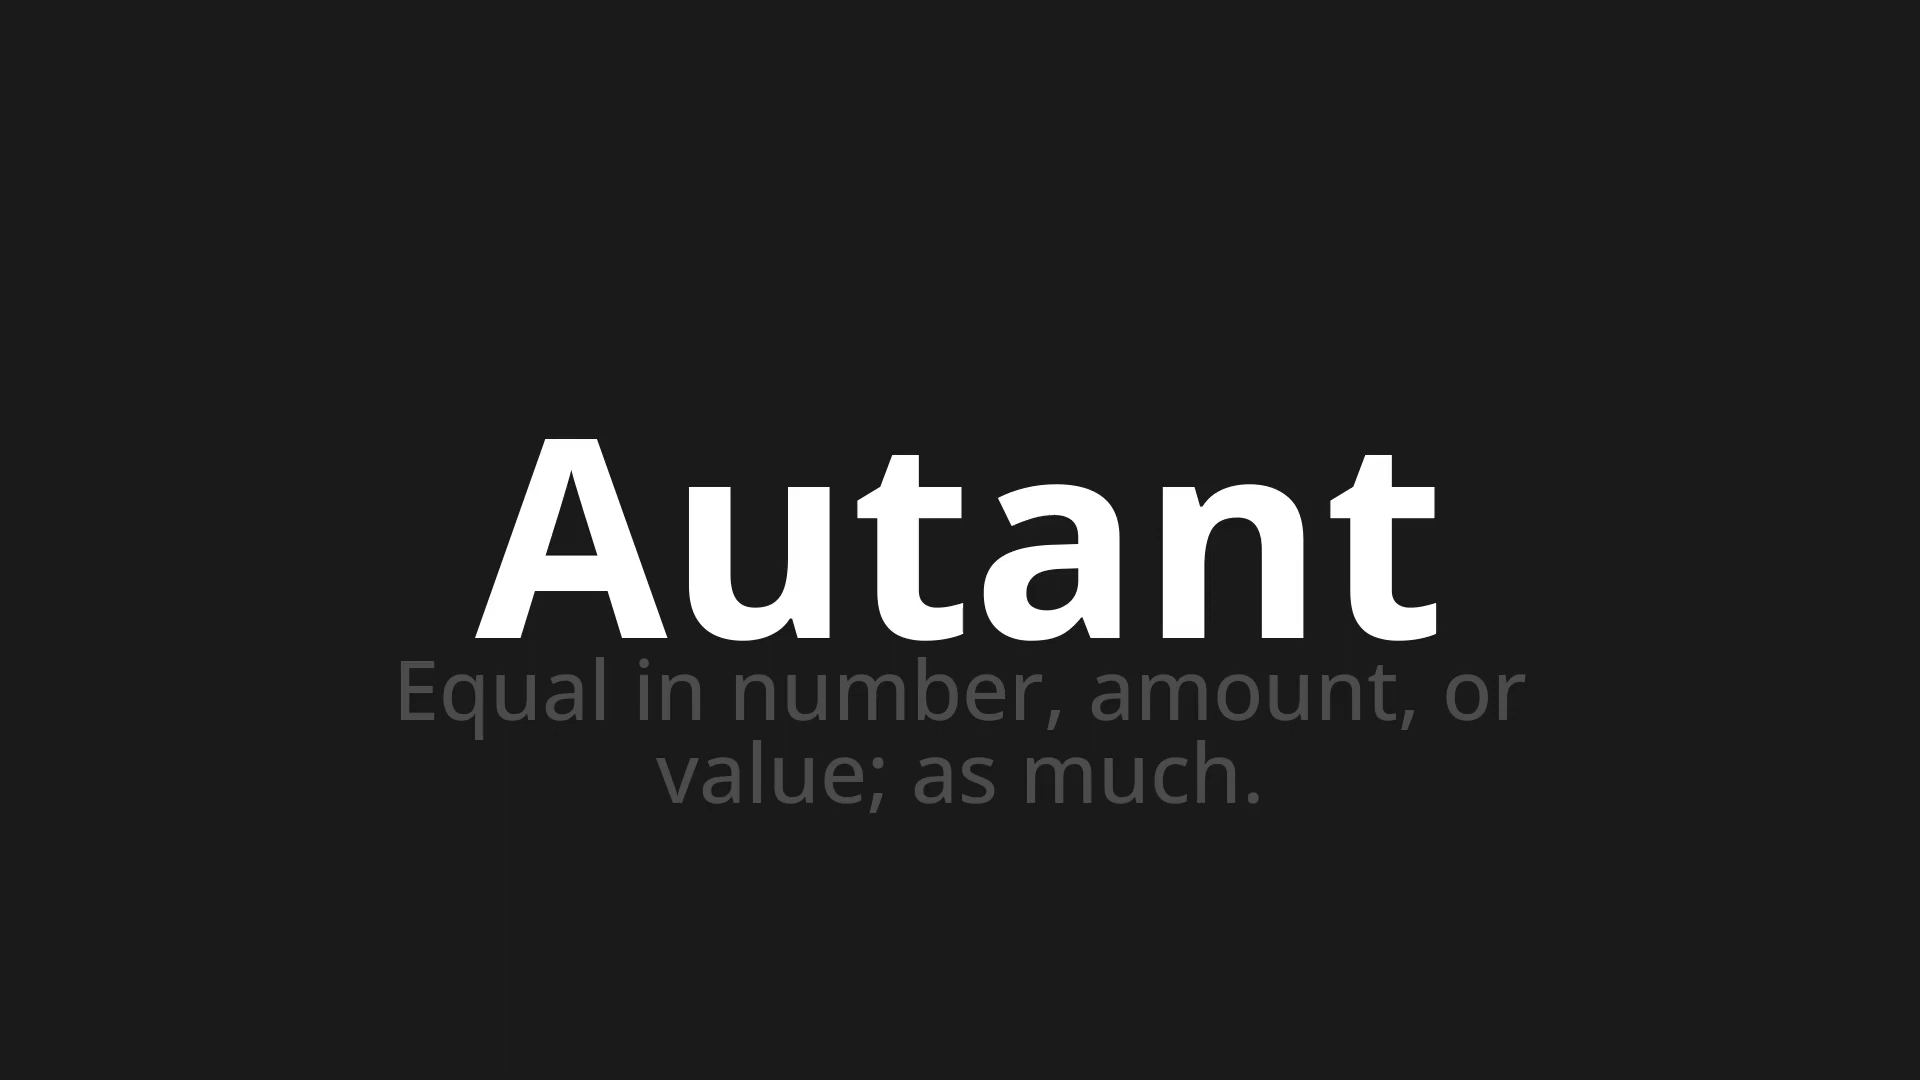 Autant
Equal in number, amount, or
value; as much.